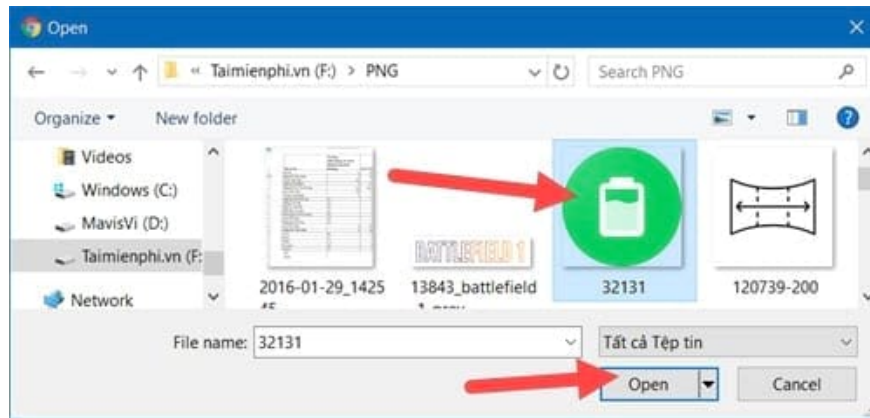 Open
« Taimienphi.vn (F:) > PNG
Search PNG
Organize
New folder
Videos
Windows (C:)
MavisVi (D:)
Taimienphi.vn (F:
Network
BATTLEFIELD 1
2016-01-29_1425
45
13843_battlefield
32131
120739-200
File name: 32131
Tất cả Tệp tin
Open
Cancel